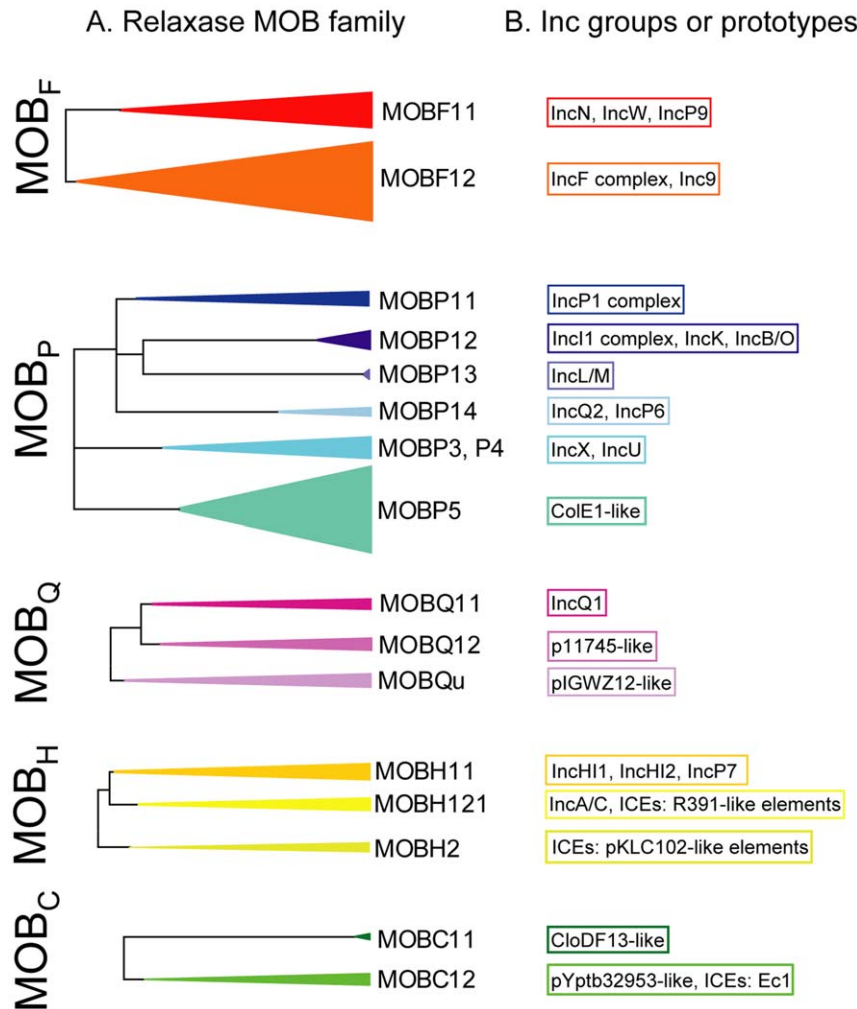 A. Relaxase MOB family
B. Inc groups or prototypes
MOBF
MOBF11
IncN, IncW, IncP9
MOBF12
IncF complex, Inc9
MOBP
MOBP11
IncP1 complex
MOBP12
IncI1 complex, IncK, IncB/O
MOBP13
IncL/M
MOBP14
IncQ2, IncP6
MOBP3, P4
IncX, IncU
MOBP5
ColE1-like
MOBQ
MOBQ11
IncQ1
MOBQ12
p11745-like
MOBQu
pIGWZ12-like
MOBH
MOBH11
IncHI1, IncHI2, IncP7
MOBH121
IncA/C, ICEs: R391-like elements
MOBH2
ICEs: pKLC102-like elements
MOBC
MOBC11
CloDF13-like
MOBC12
pYptb32953-like, ICEs: Ec1